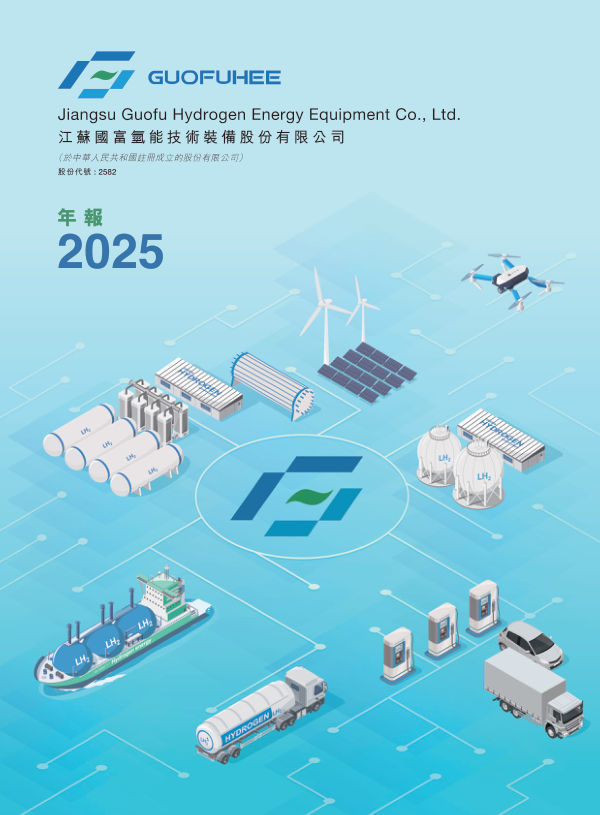 GUOFUHEE
Jiangsu Guofu Hydrogen Energy Equipment Co., Ltd.
江蘇國富氫能技術裝備股份有限公司
（於中華人民共和國註冊成立的股份有限公司）
股份代號 : 2582
年報
2025
HYDROGEN
LH2
LH2
LH2
LH2
HYDROGEN
LH2
LH2
LH2
LH2
LH2
Hydrogen energy
LH2
HYDROGEN